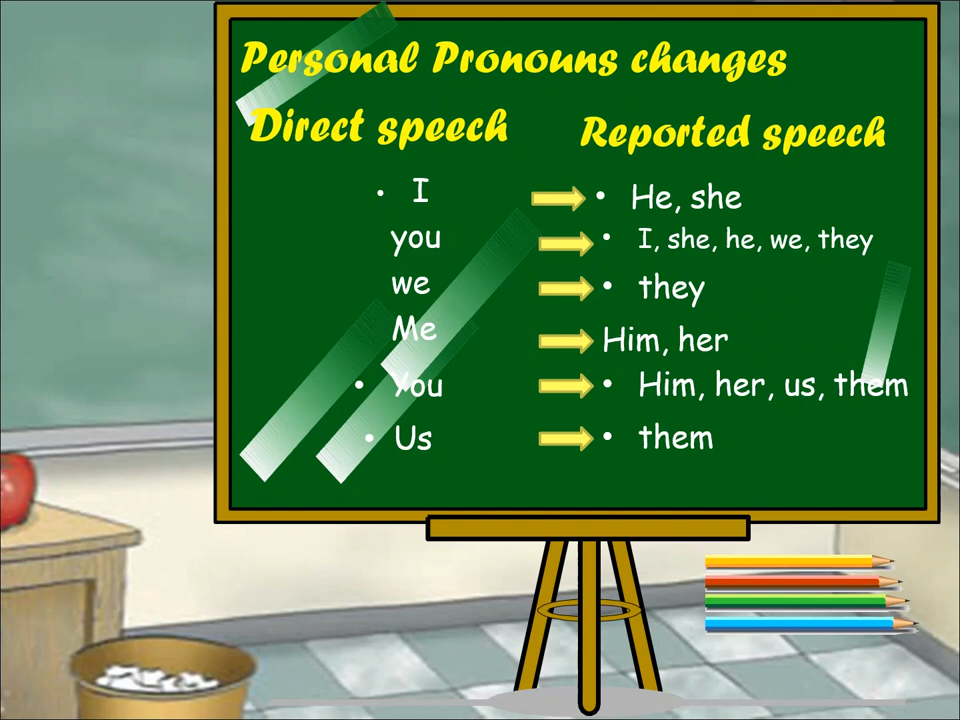 Personal Pronouns changes
Direct speech
Reported speech
• I
• He, she
you
• I, she, he, we, they
we
• they
Me
Him, her
• You
• Him, her, us, them
• Us
• them